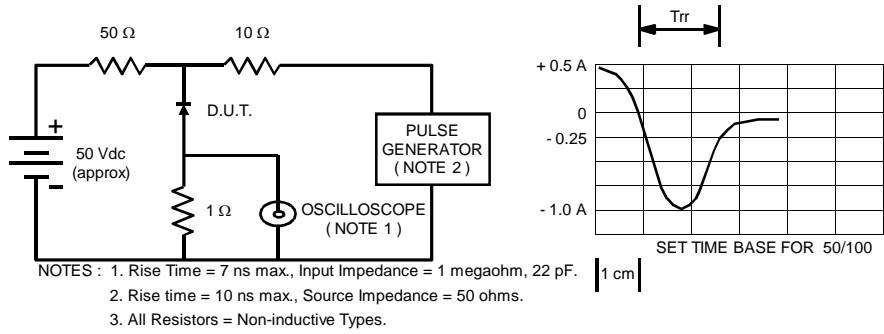 50 Ω
10 Ω
D.U.T.
+
50 Vdc
(approx)
-
1 Ω
OSCILLOSCOPE
( NOTE 1 )
PULSE
GENERATOR
( NOTE 2 )
Trr
+ 0.5 A
0
- 0.25
- 1.0 A
SET TIME BASE FOR 50/100
1 cm
NOTES : 1. Rise Time = 7 ns max., Input Impedance = 1 megaohm, 22 pF.
2. Rise time = 10 ns max., Source Impedance = 50 ohms.
3. All Resistors = Non-inductive Types.